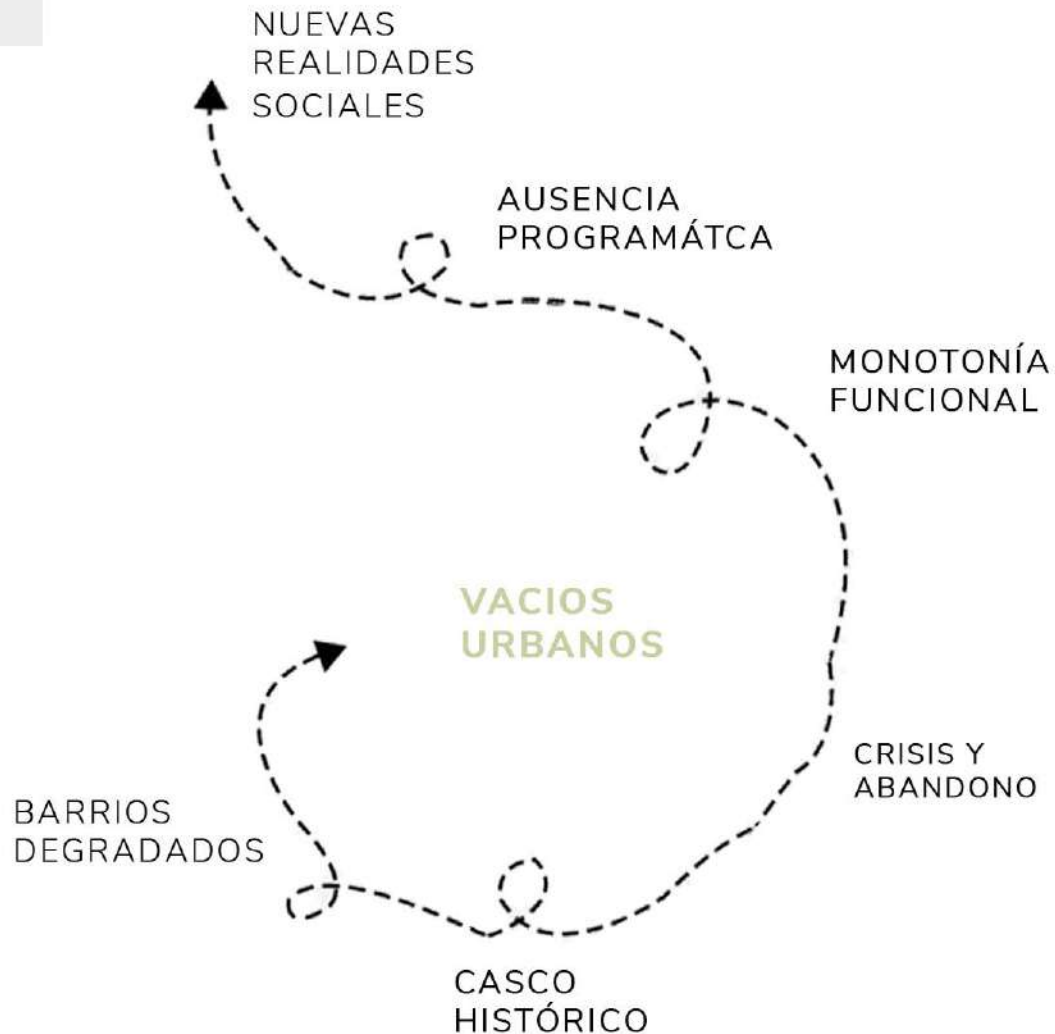 NUEVAS
REALIDADES
SOCIALES
AUSENCIA
PROGRAMÁTCA
MONOTONÍA
FUNCIONAL
VACIOS
URBANOS
CRISIS Y
ABANDONO
BARRIOS
DEGRADADOS
CASCO
HISTÓRICO